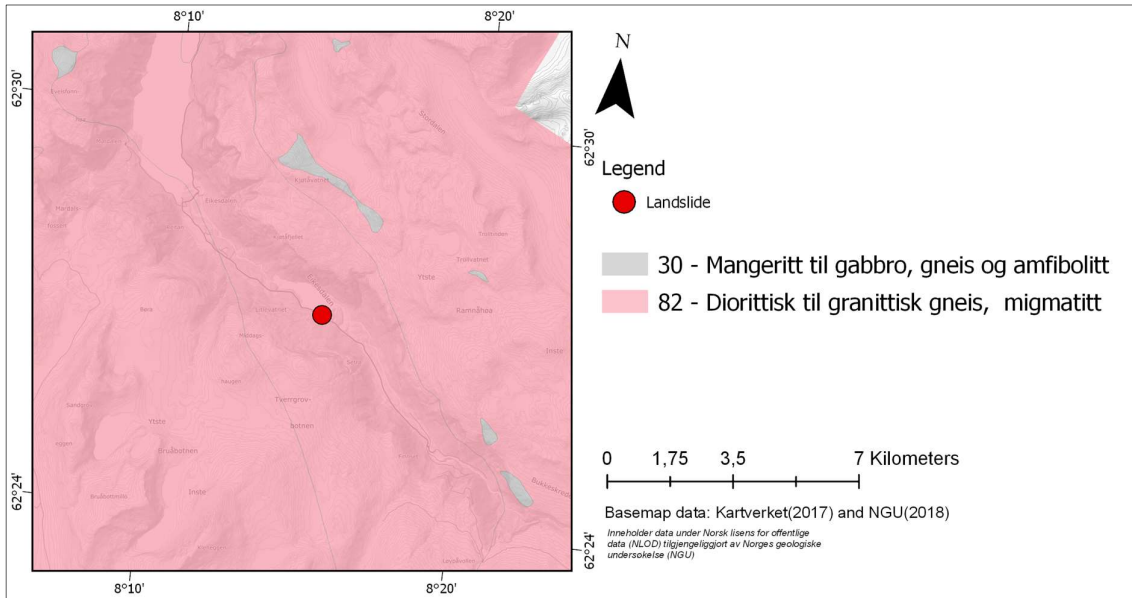 8°10'
8°20'
62°30'
62°30'
62°24'
62°24'
8°10'
8°20'
Kamnåhøe
Ytste
Inste
Tverrgrov-
botnen
Ytste
Bruåbotnen
Inste
N
Legend
Landslide
30 - Mangeritt til gabbro, gneis og amfibolitt
82 - Diorittisk til granittisk gneis, migmatitt
0 1,75 3,5 7 Kilometers
Basemap data: Kartverket(2017) and NGU(2018)
Inneholder data under Norsk lisens for offentlige
data (NLOD) tilgjengeliggjort av Norges geologiske
undersøkelse (NGU)